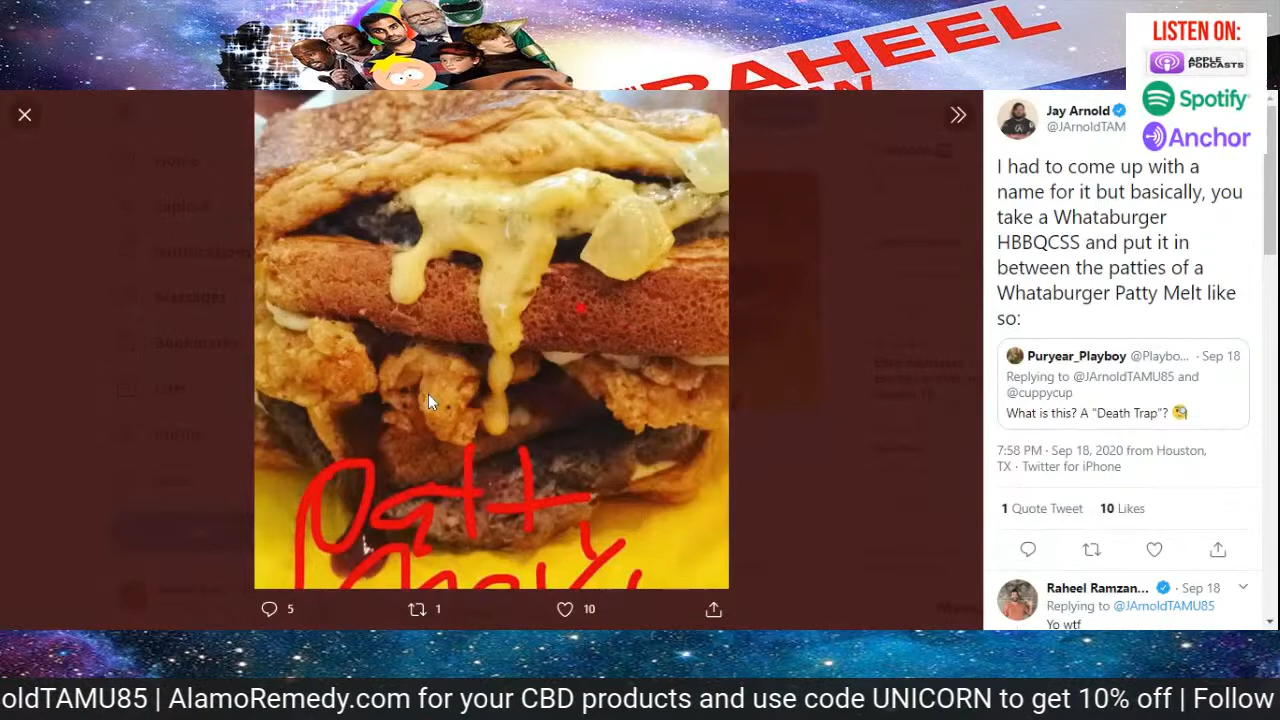 RAHEEL
LISTEN ON:
APPLE
PODCASTS
Spotify
Anchor
Jay Arnold
@JArnoldTAM
I had to come up with a
name for it but basically, you
take a Whataburger
HBBQCSS and put it in
between the patties of a
Whataburger Patty Melt like
so:
Puryear_Playboy @Playbo... · Sep 18
Replying to @JArnoldTAMU85 and
@cuppycup
What is this? A "Death Trap"? 🧐
7:58 PM · Sep 18, 2020 from Houston,
TX · Twitter for iPhone
1 Quote Tweet 10 Likes
Raheel Ramzan... · Sep 18
Replying to @JArnoldTAMU85
Yo wtf
Patty
5 1 10
oldTAMU85 | AlamoRemedy.com for your CBD products and use code UNICORN to get 10% off | Follow